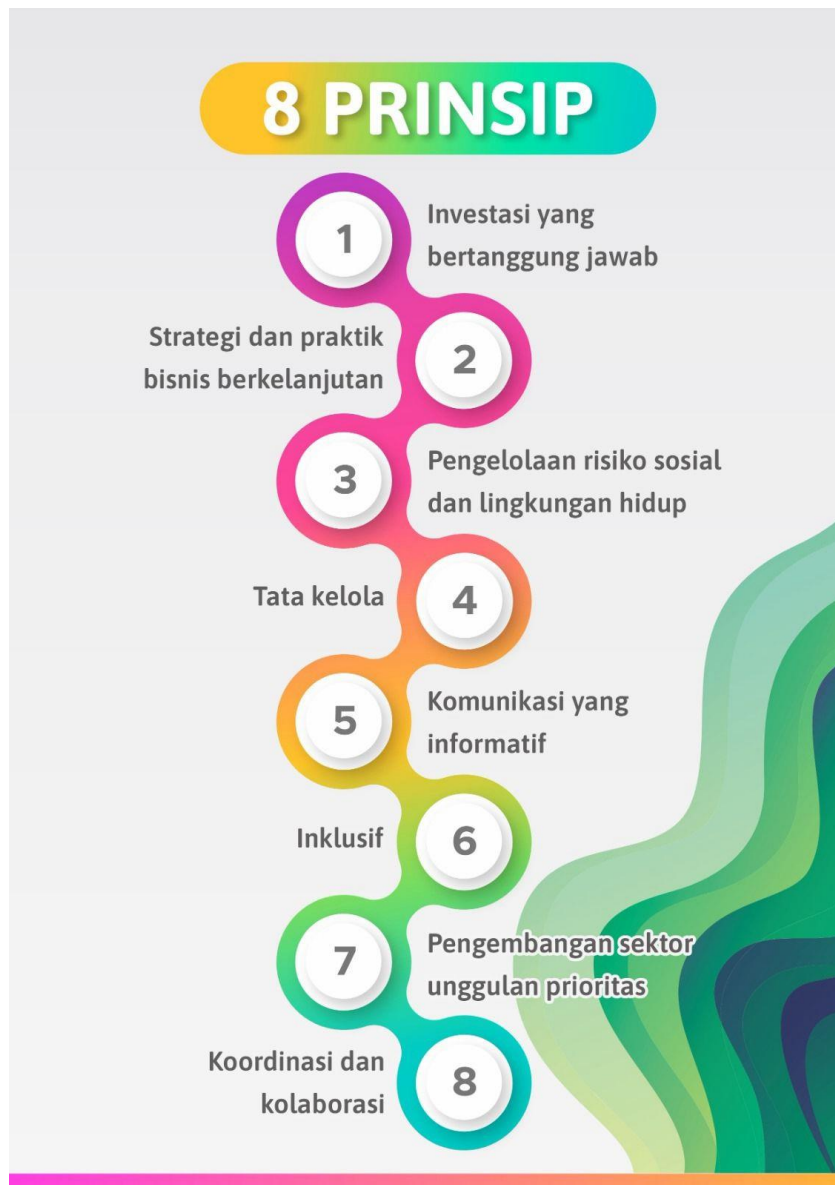 8 PRINSIP
1
Investasi yang
bertanggung jawab
Strategi dan praktik
bisnis berkelanjutan
2
3
Pengelolaan risiko sosial
dan lingkungan hidup
Tata kelola
4
5
Komunikasi yang
informatif
Inklusif
6
7
Pengembangan sektor
unggulan prioritas
Koordinasi dan
kolaborasi
8